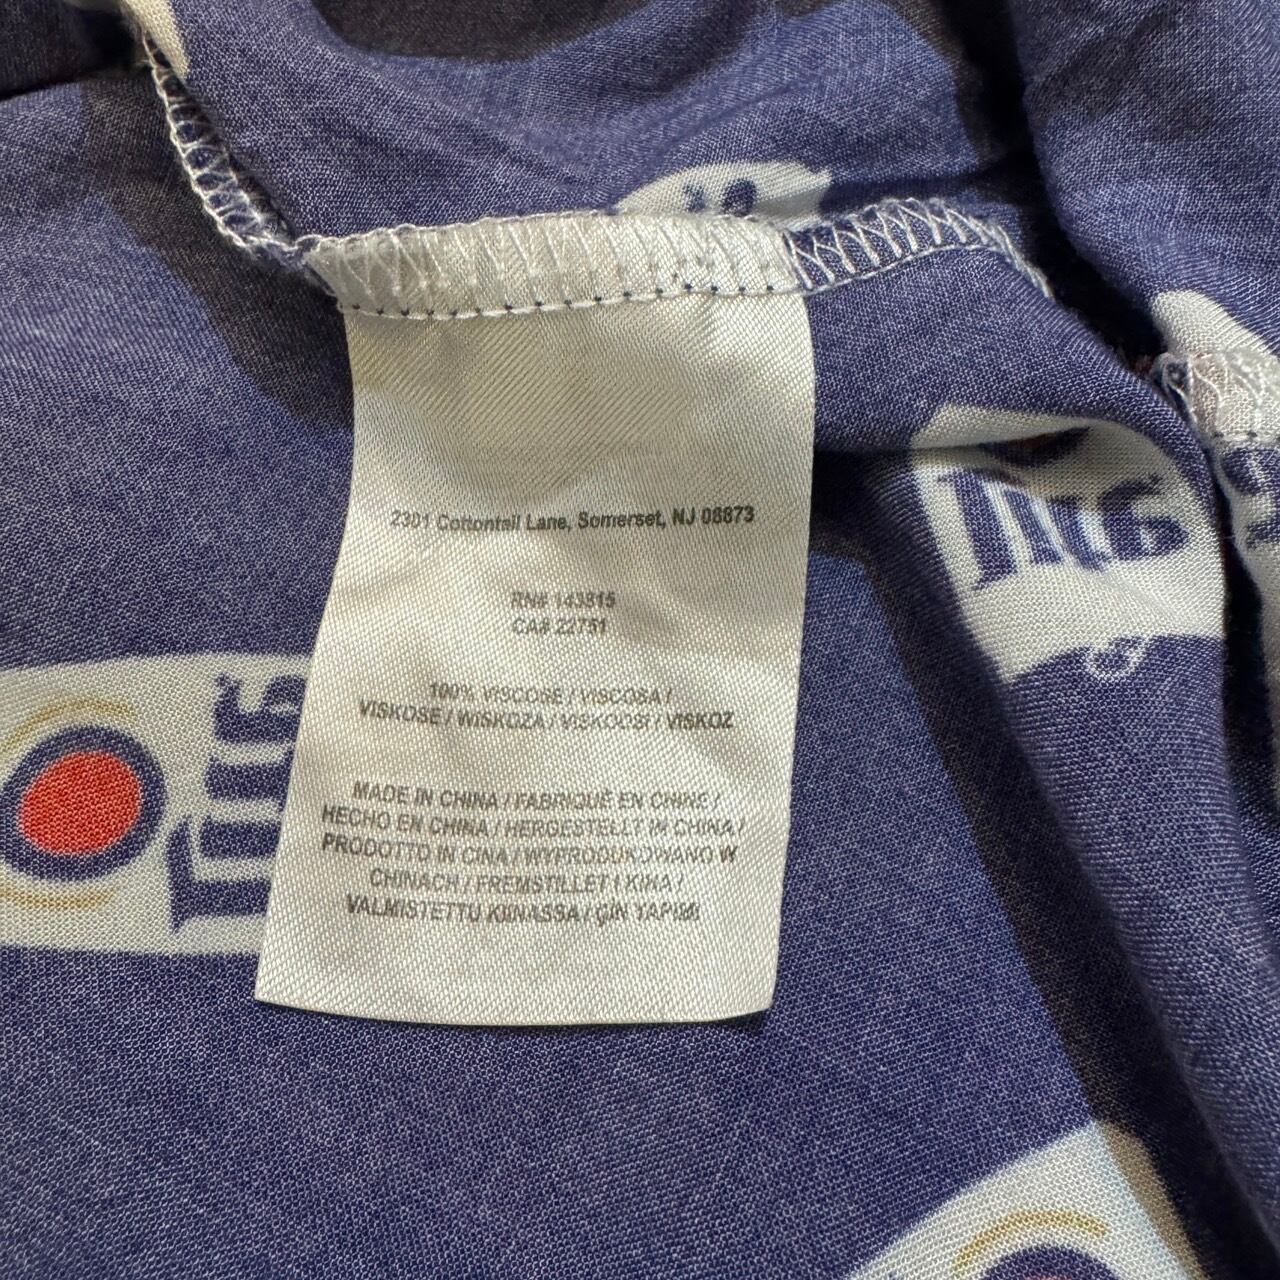 2301 Cottontail Lane, Somerset, NJ 08873
RN# 143815
CA# 22751
100% VISCOSE / VISCOSA /
VISKOSE / WISKOZA / VISKOOSI / VISKOZ
MADE IN CHINA / FABRIQUÉ EN CHINE /
HECHO EN CHINA / HERGESTELLT IN CHINA /
PRODOTTO IN CINA / WYPRODUKOWANO W
CHINACH / FREMSTILLET I KINA /
VALMISTETTU KIINASSA / ÇIN YAPIMI